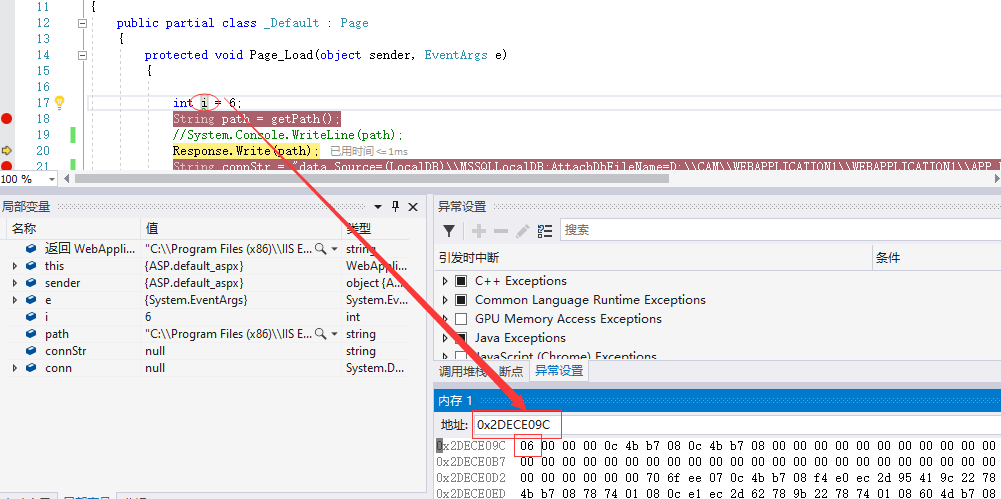 11 {
12 public partial class _Default : Page
13 {
14 protected void Page_Load(object sender, EventArgs e)
15 {
16
17 int i = 6;
18 String path = getPath();
19 //System.Console.WriteLine(path);
20 Response.Write(path); 已用时间<=1ms
21 String connStr = "data Source=(LocalDB)\\MSSQLLocalDB;AttachDbFileName=D:\\CAM\\WEBAPPLICATION1\\WEBAPPLICATION1\\APP_
100 %
局部变量
名称 值 类型
返回 WebAppli... "C:\\Program Files (x86)\\IIS E... string
this {ASP.default_aspx} WebAppli...
sender {ASP.default_aspx} object {A...
e {System.EventArgs} System.Ev...
i 6 int
path "C:\\Program Files (x86)\\IIS E... string
connStr null string
conn null System.D...
异常设置
搜索
引发时中断 条件
C++ Exceptions
Common Language Runtime Exceptions
GPU Memory Access Exceptions
Java Exceptions
JavaScript (Chrome) Exceptions
调用堆栈 断点 异常设置
内存 1
地址: 0x2DECE09C
0x2DECE09C 06 00 00 00 0c 4b b7 08 0c 4b b7 08 00 00 00 00 00 00 00 00 00 00 00
0x2DECE0B7 00 00 00 00 00 00 00 00 00 00 00 00 00 00 00 00 00 00 00 00 00 00 00
0x2DECE0D2 00 00 00 00 00 70 6f ee 07 0c 4b b7 08 f4 e0 ec 2d 95 41 9c 22 78
0x2DECE0ED 4b b7 08 78 74 01 08 0c e1 ec 2d 62 78 9b 22 78 74 01 08 60 4d b7 08